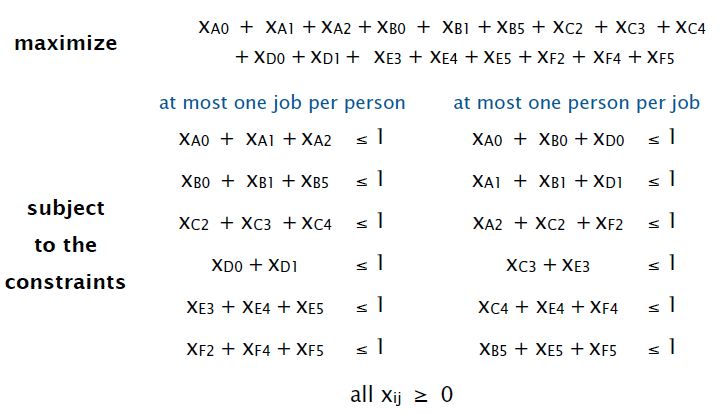 maximize
xA0 + xA1 + xA2 + xB0 + xB1 + xB5 + xC2 + xC3 + xC4
+ xD0 + xD1 + xE3 + xE4 + xE5 + xF2 + xF4 + xF5
at most one job per person at most one person per job
xA0 + xA1 + xA2 ≤ 1 xA0 + xB0 + xD0 ≤ 1
xB0 + xB1 + xB5 ≤ 1 xA1 + xB1 + xD1 ≤ 1
subject
to the
constraints
xC2 + xC3 + xC4 ≤ 1 xA2 + xC2 + xF2 ≤ 1
xD0 + xD1 ≤ 1 xC3 + xE3 ≤ 1
xE3 + xE4 + xE5 ≤ 1 xC4 + xE4 + xF4 ≤ 1
xF2 + xF4 + xF5 ≤ 1 xB5 + xE5 + xF5 ≤ 1
all xij ≥ 0